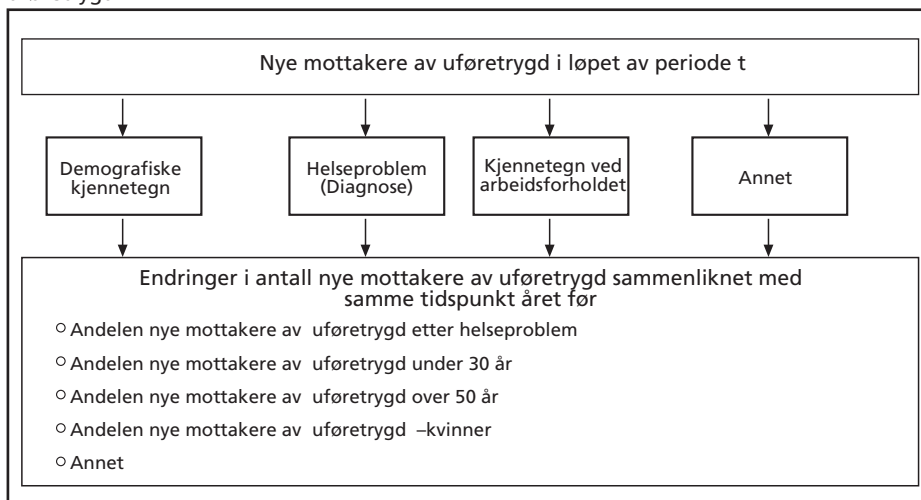 Nye mottakere av uføretrygd i løpet av periode t
Demografiske
kjennetegn
Helseproblem
(Diagnose)
Kjennetegn ved
arbeidsforholdet
Annet
Endringer i antall nye mottakere av uføretrygd sammenliknet med
samme tidspunkt året før
Andelen nye mottakere av uføretrygd etter helseproblem
Andelen nye mottakere av uføretrygd under 30 år
Andelen nye mottakere av uføretrygd over 50 år
Andelen nye mottakere av uføretrygd –kvinner
Annet